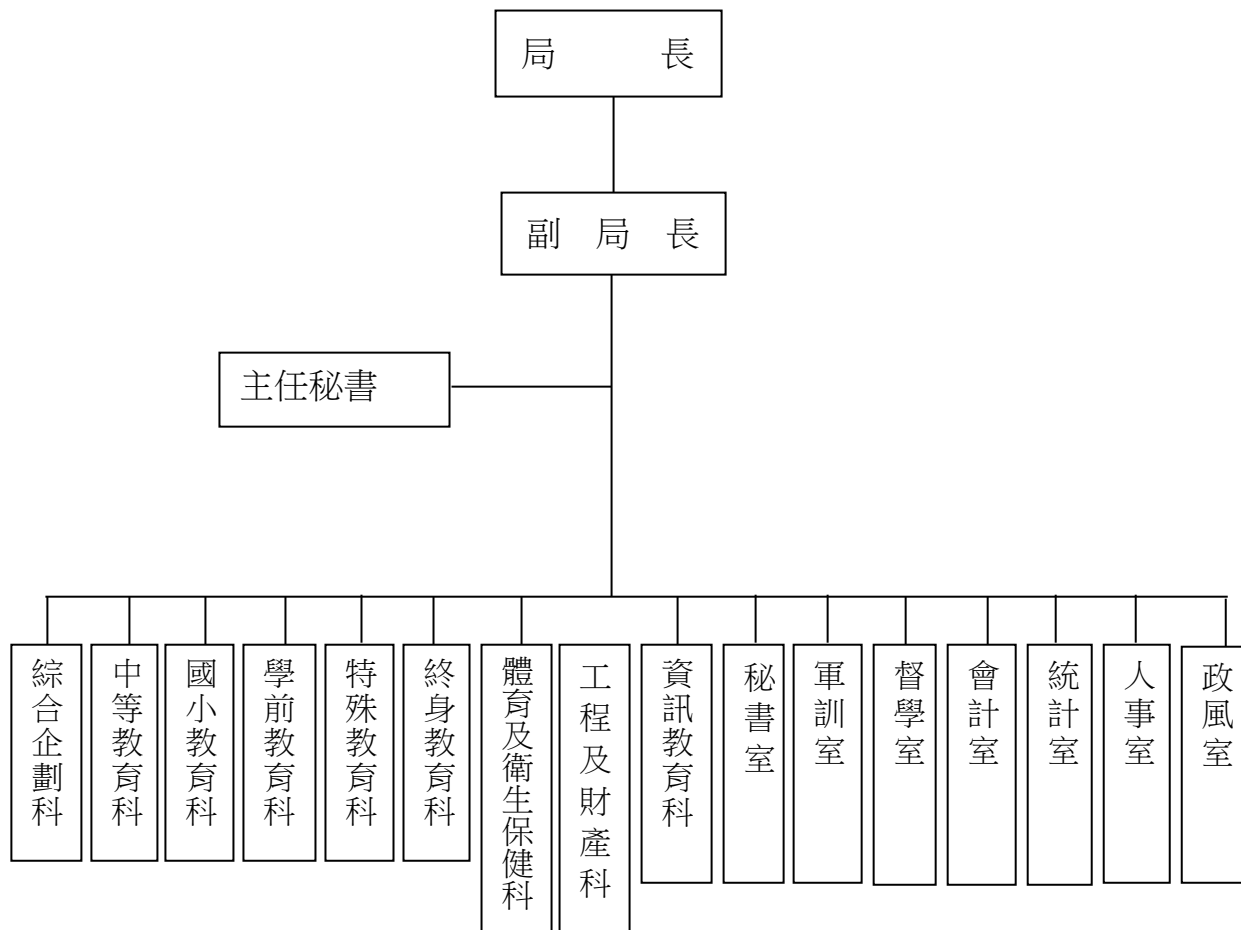 局 長
副 局 長
主任秘書
綜合企劃科
中等教育科
國小教育科
學前教育科
特殊教育科
終身教育科
體育及衛生保健科
工程及財產科
資訊教育科
秘書室
軍訓室
督學室
會計室
統計室
人事室
政風室